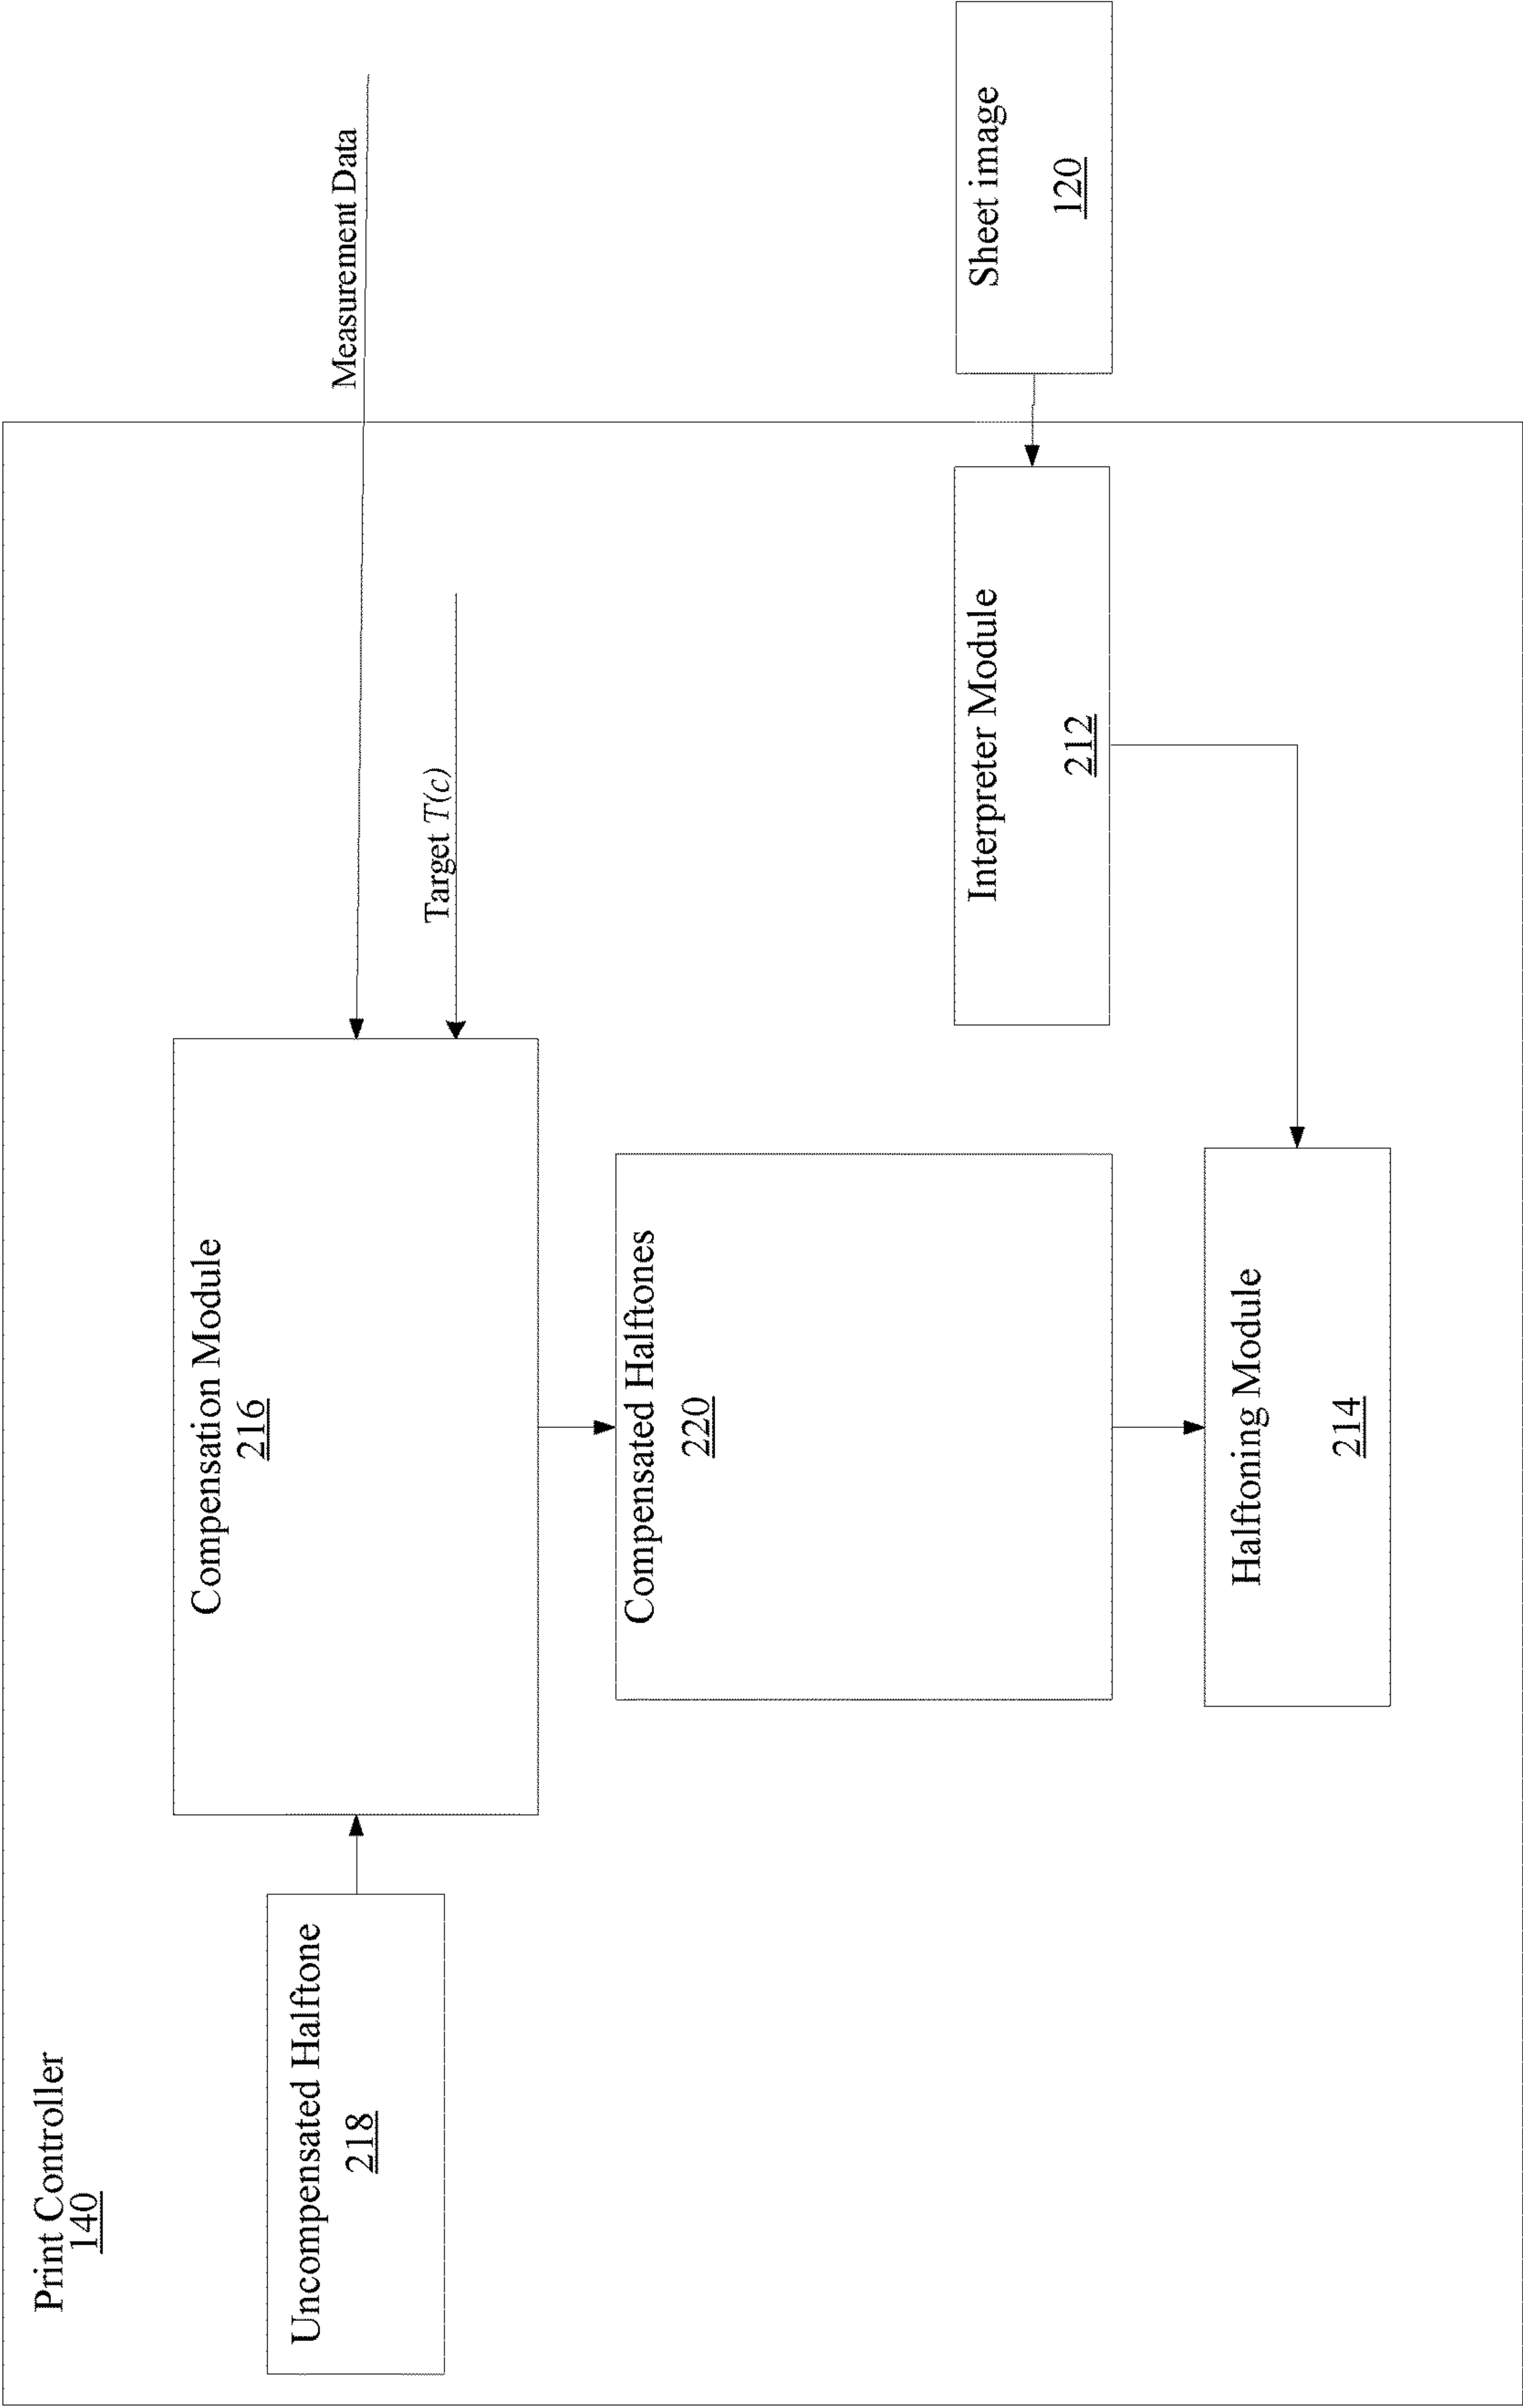 Print Controller
140
Uncompensated Halftone
218
Compensation Module
216
Measurement Data
Target T(c)
Compensated Halftones
220
Interpreter Module
212
Sheet image
120
Halftoning Module
214